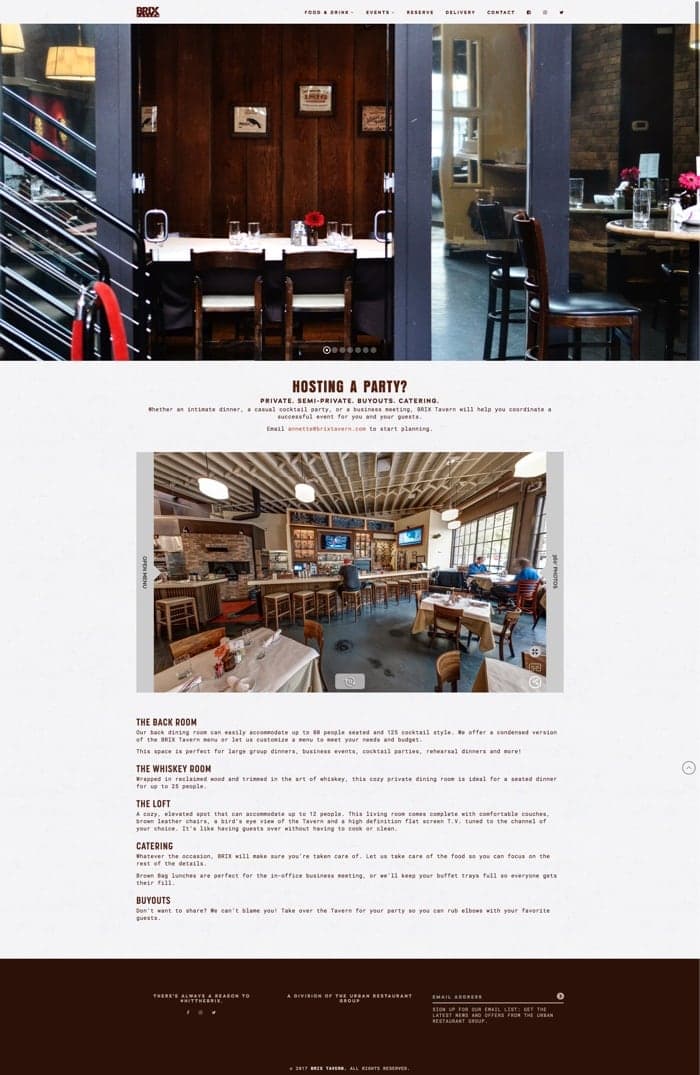 BRIX
TAVERN
FOOD & DRINK EVENTS RESERVE DELIVERY CONTACT
HOSTING A PARTY?
PRIVATE. SEMI-PRIVATE. BUYOUTS. CATERING.
Whether an intimate dinner, a casual cocktail party, or a business meeting, BRIX Tavern will help you coordinate a
successful event for you and your guests.
Email annette@brixtavern.com to start planning.
OPEN MENU
360° PHOTOS
THE BACK ROOM
Our back dining room can easily accommodate up to 80 people seated and 125 cocktail style. We offer a condensed version
of the BRIX Tavern menu or let us customize a menu to meet your needs and budget.
This space is perfect for large group dinners, business events, cocktail parties, rehearsal dinners and more!
THE WHISKEY ROOM
Wrapped in reclaimed wood and trimmed in the art of whiskey, this cozy private dining room is ideal for a seated dinner
for up to 25 people.
THE LOFT
A cozy, elevated spot that can accommodate up to 12 people. This living room comes complete with comfortable couches,
brown leather chairs, a bird's eye view of the Tavern and a high definition flat screen T.V. tuned to the channel of
your choice. It's like having guests over without having to cook or clean.
CATERING
Whatever the occasion, BRIX will make sure you're taken care of. Let us take care of the food so you can focus on the
rest of the details.
Brown Bag lunches are perfect for the in-office business meeting, or we'll keep your buffet trays full so everyone gets
their fill.
BUYOUTS
Don't want to share? We can't blame you! Take over the Tavern for your party so you can rub elbows with your favorite
guests.
THERE'S ALWAYS A REASON TO
#HITTHEBRIX.
A DIVISION OF THE URBAN RESTAURANT
GROUP
EMAIL ADDRESS
SIGN UP FOR OUR EMAIL LIST: GET THE
LATEST NEWS AND OFFERS FROM THE URBAN
RESTAURANT GROUP.
© 2017 BRIX TAVERN. ALL RIGHTS RESERVED.